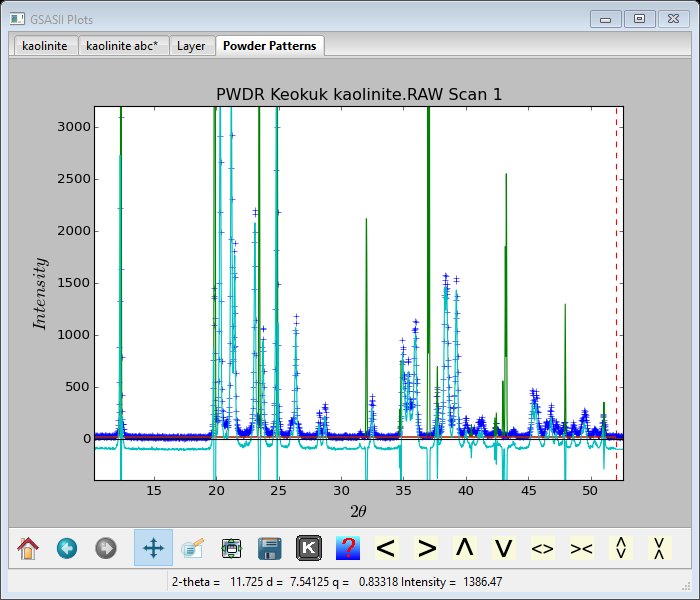 GSASII Plots
kaolinite kaolinite abc* Layer Powder Patterns
PWDR Keokuk kaolinite.RAW Scan 1
3000
2500
2000
1500
1000
500
0
Intensity
15 20 25 30 35 40 45 50
2θ
K ? < > Λ V <> ><
2-theta = 11.725 d = 7.54125 q = 0.83318 Intensity = 1386.47